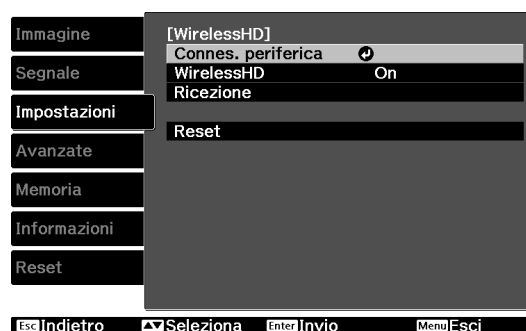 Immagine
Segnale
Impostazioni
Avanzate
Memoria
Informazioni
Reset
[WirelessHD]
Connes. periferica
WirelessHD On
Ricezione
Reset
Esc Indietro Seleziona Enter Invio Menu Esci